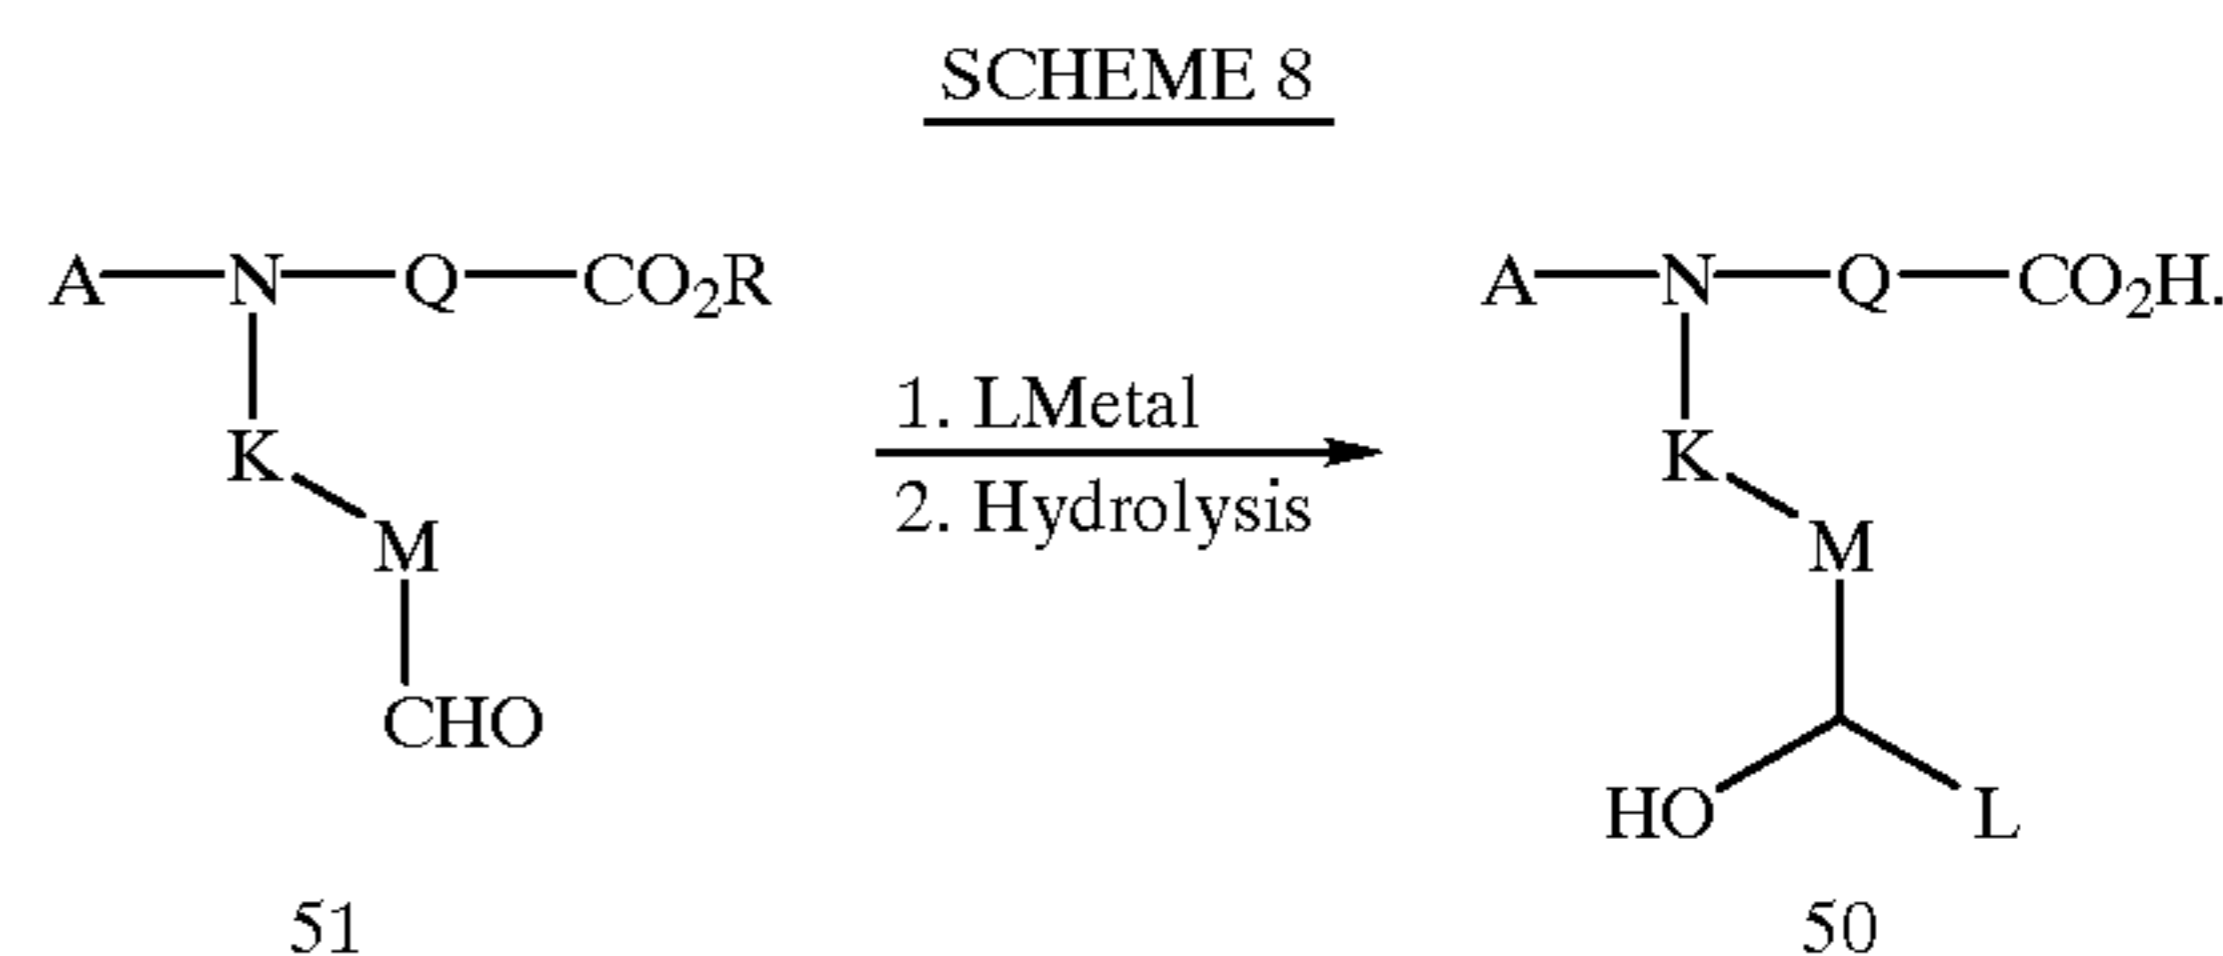 SCHEME 8
A—N—Q—CO₂R
K
M
CHO
51
1. LMetal
2. Hydrolysis
A—N—Q—CO₂H.
K
M
HO L
50